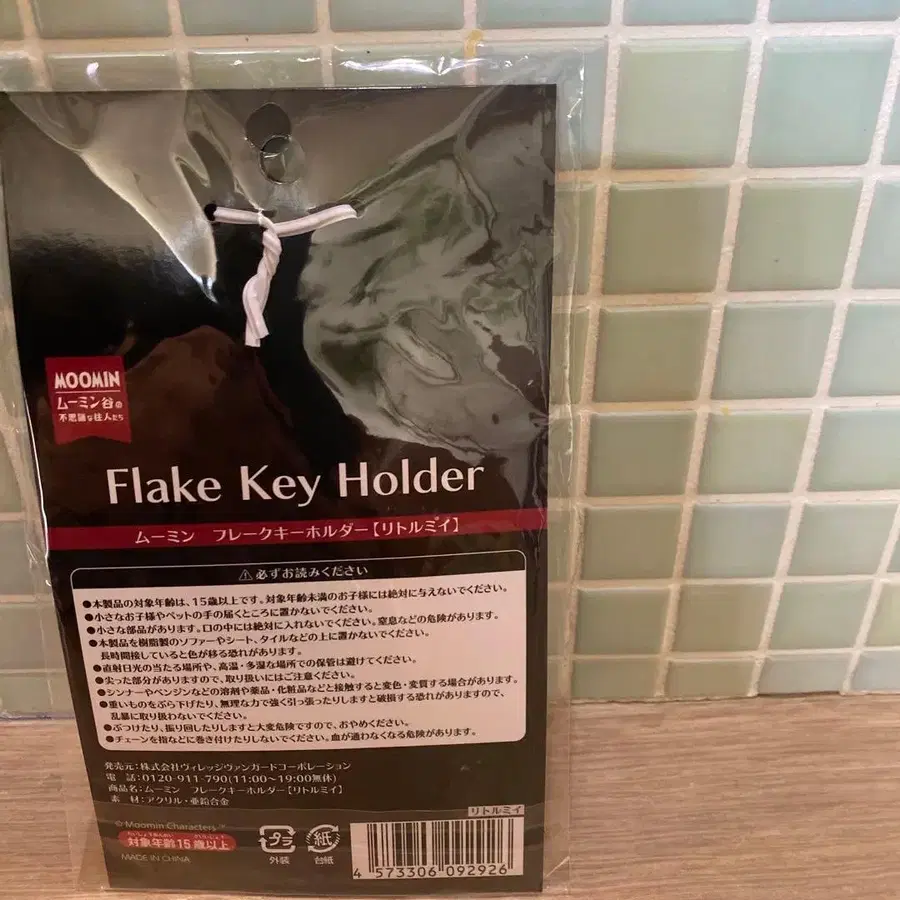 MOOMIN
ムーミン谷の
不思議な住人たち
Flake Key Holder
ムーミン フレークキーホルダー【リトルミイ】
⚠必ずお読みください
●本製品の対象年齢は、15歳以上です。対象年齢未満のお子様には絶対に与えないでください。
●小さなお子様やペットの手の届くところに置かないでください。
●小さな部品があります。口の中には絶対に入れないでください。窒息などの危険があります。
●本製品を樹脂製のソファーやシート、タイルなどの上に置かないでください。
長時間接していると色が移る恐れがあります。
●直射日光の当たる場所や、高温・多湿な場所での保管は避けてください。
●尖った部分がありますので、取り扱いにはご注意ください。
●シンナーやベンジンなどの溶剤や薬品・化粧品などと接触すると変色・変質する場合があります。
●重いものをぶら下げたり、無理な力で強く引っ張ったりしますと破損する恐れがありますので、
乱暴に取り扱わないでください。
●ぶつけたり、振り回したりしますと大変危険ですので、おやめください。
●チェーンを指などに巻き付けたりしないでください。血が通わなくなる危険があります。
発売元：株式会社ヴィレッジヴァンガードコーポレーション
電 話：0120-911-790(11:00～19:00無休)
商品名：ムーミン フレークキーホルダー【リトルミイ】
素 材：アクリル・亜鉛合金
© Moomin Characters™
たいしょうねんれい さいいじょう
対象年齢15歳以上
MADE IN CHINA
プラ
外装
紙
台紙
リトルミイ
4 573306 092926